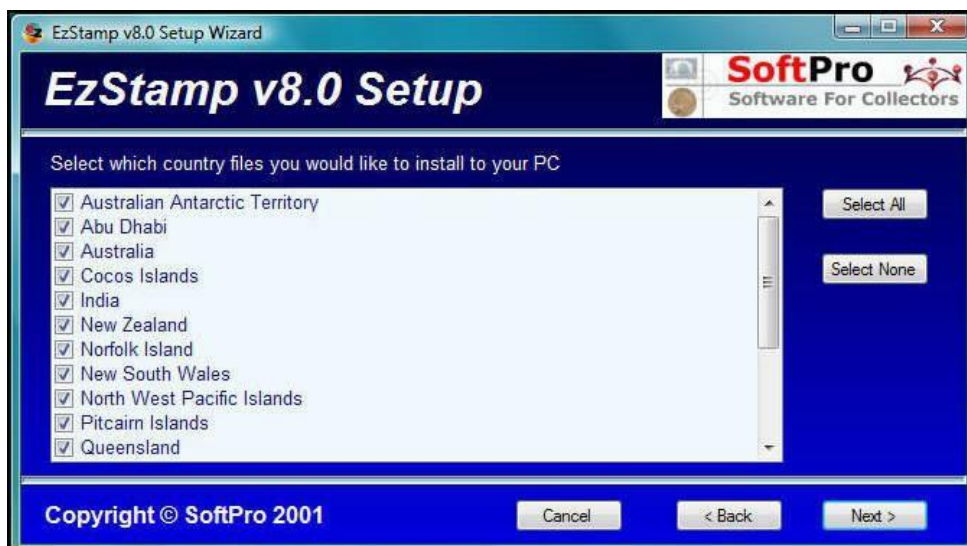 EzStamp v8.0 Setup Wizard
EzStamp v8.0 Setup
SoftPro
Software For Collectors
Select which country files you would like to install to your PC
Australian Antarctic Territory
Abu Dhabi
Australia
Cocos Islands
India
New Zealand
Norfolk Island
New South Wales
North West Pacific Islands
Pitcairn Islands
Queensland
Select All
Select None
Copyright © SoftPro 2001
Cancel
< Back
Next >